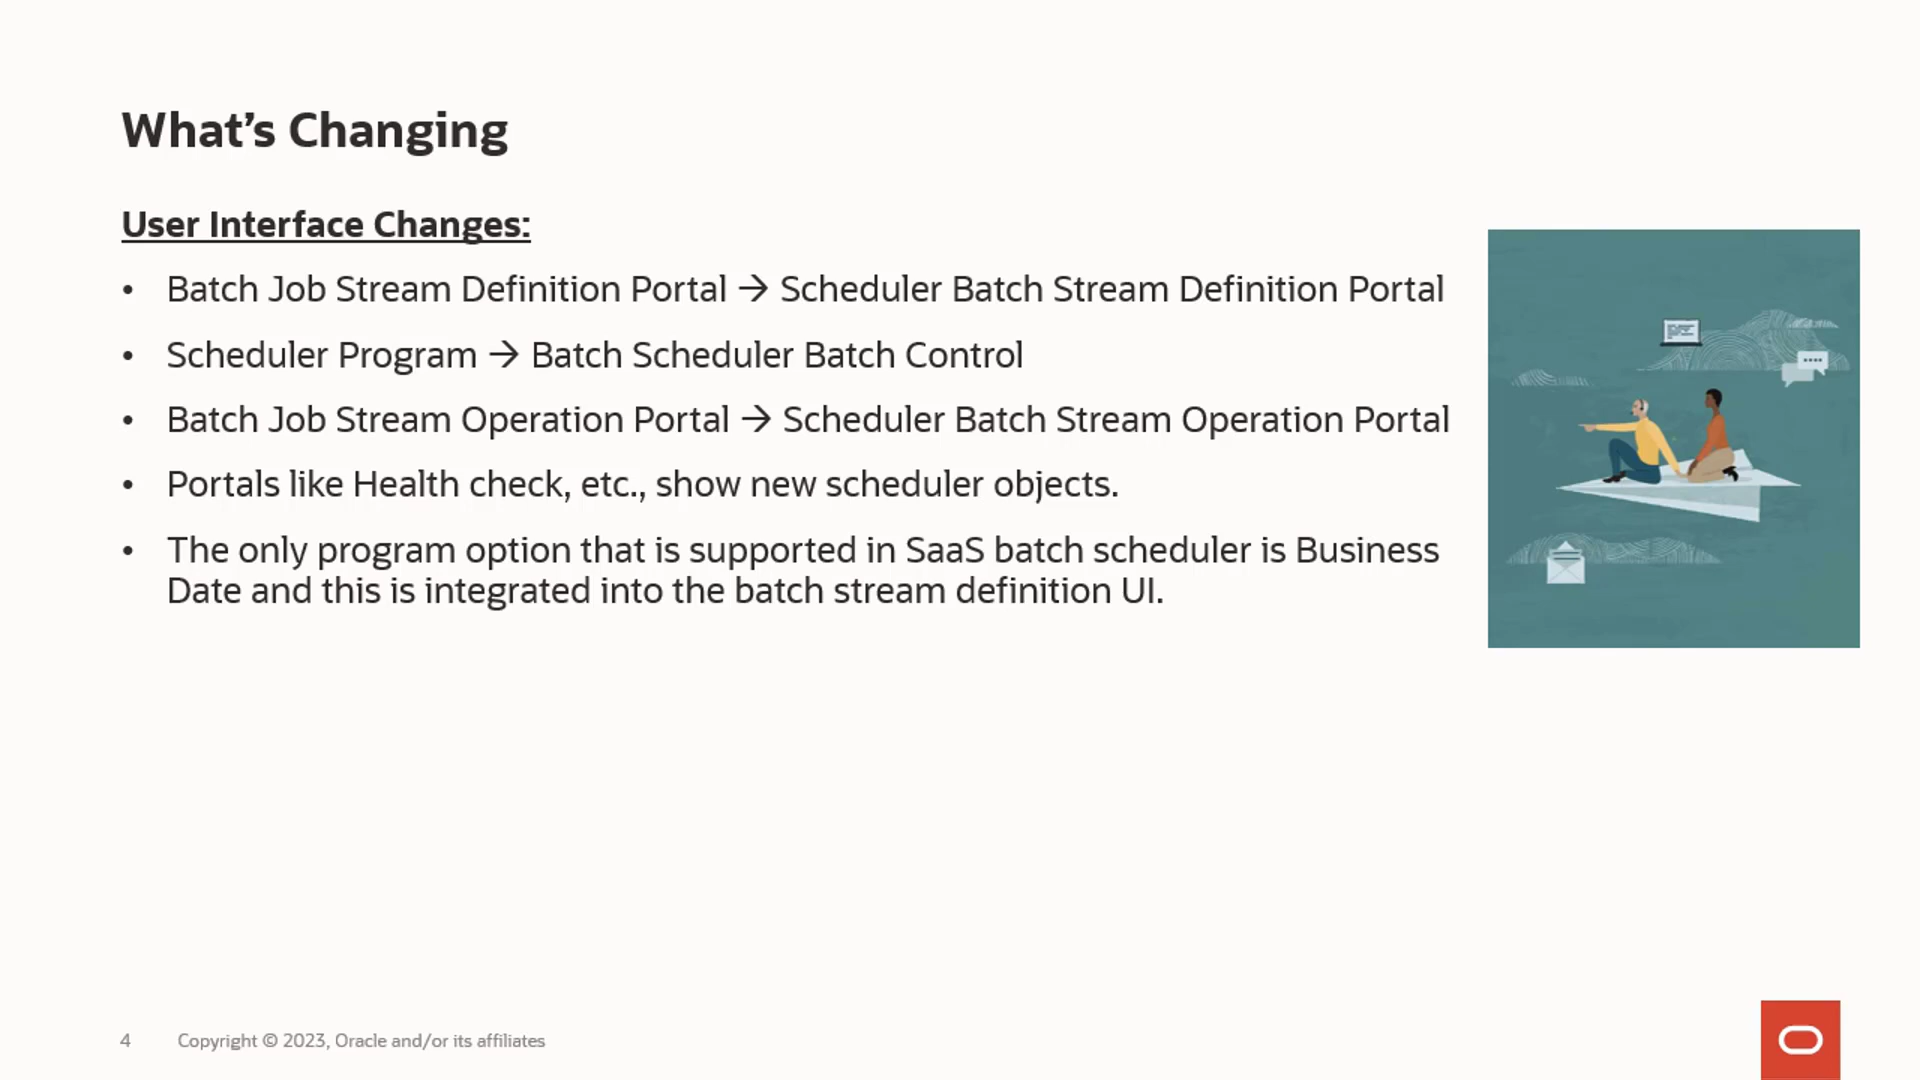 What's Changing
User Interface Changes:
• Batch Job Stream Definition Portal → Scheduler Batch Stream Definition Portal
• Scheduler Program → Batch Scheduler Batch Control
• Batch Job Stream Operation Portal → Scheduler Batch Stream Operation Portal
• Portals like Health check, etc., show new scheduler objects.
• The only program option that is supported in SaaS batch scheduler is Business
Date and this is integrated into the batch stream definition UI.
4 Copyright © 2023, Oracle and/or its affiliates